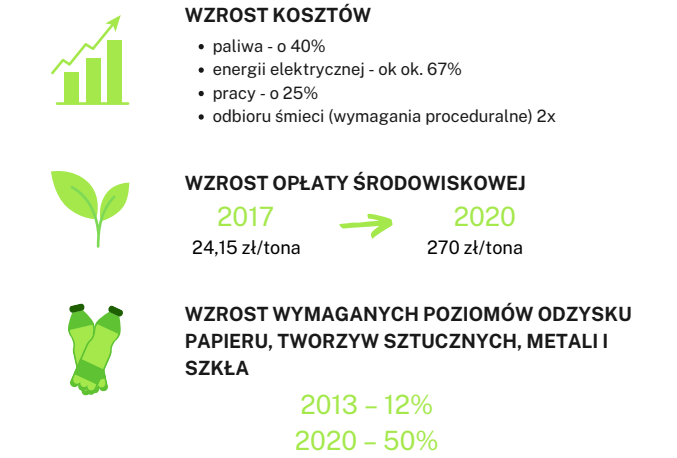 WZROST KOSZTÓW
• paliwa - o 40%
• energii elektrycznej - ok ok. 67%
• pracy - o 25%
• odbioru śmieci (wymagania proceduralne) 2x
WZROST OPŁATY ŚRODOWISKOWEJ
2017 2020
24,15 zł/tona 270 zł/tona
WZROST WYMAGANYCH POZIOMÓW ODZYSKU
PAPIERU, TWORZYW SZTUCZNYCH, METALI I
SZKŁA
2013 – 12%
2020 – 50%